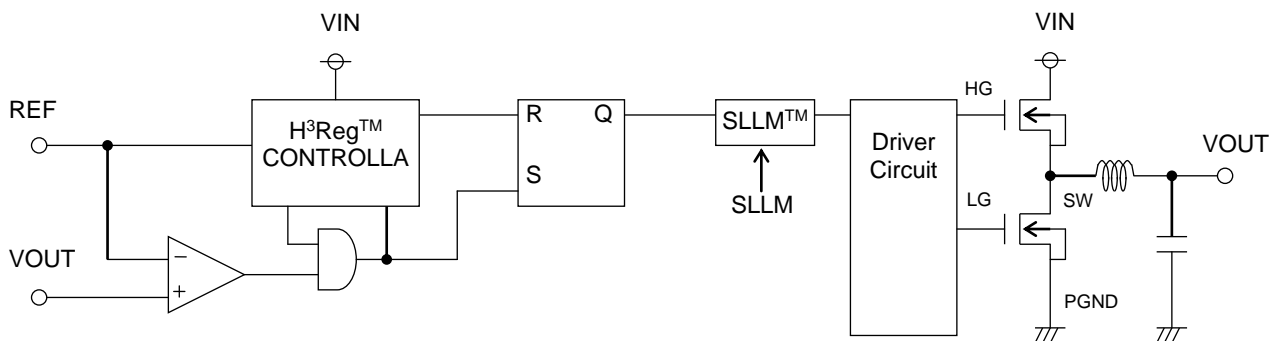 VIN
REF
H³Reg™
CONTROLLA
R
Q
S
SLLM™
SLLM
Driver
Circuit
HG
LG
VIN
VOUT
SW
PGND
VOUT
−
+